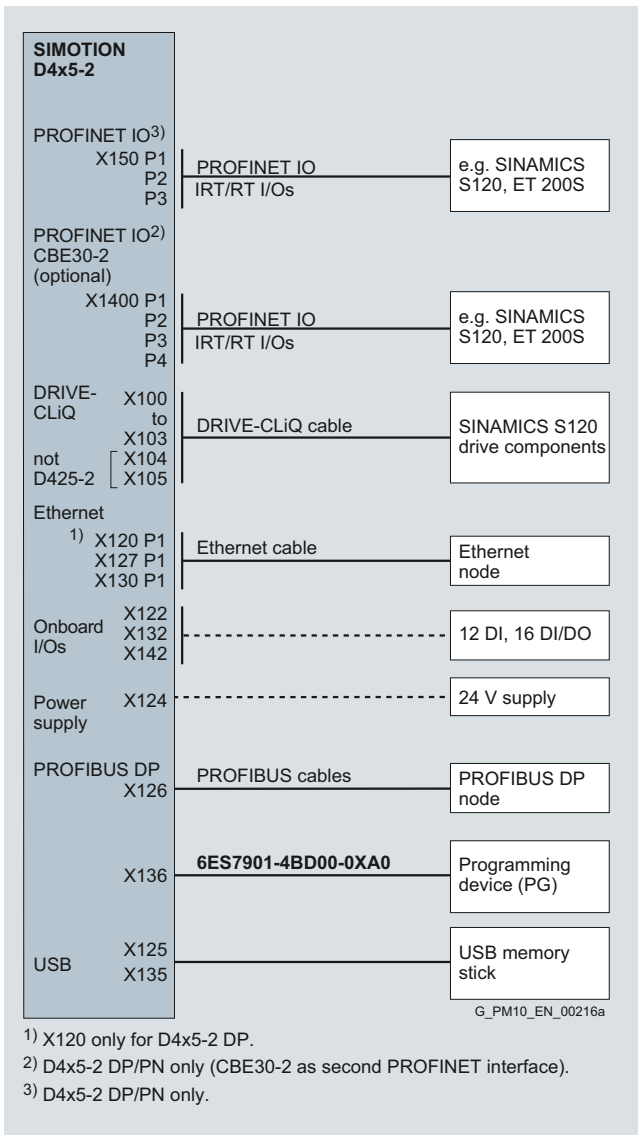 SIMOTION
D4x5-2
PROFINET IO3)
X150 P1
P2
P3
PROFINET IO
IRT/RT I/Os
e.g. SINAMICS
S120, ET 200S
PROFINET IO2)
CBE30-2
(optional)
X1400 P1
P2
P3
P4
PROFINET IO
IRT/RT I/Os
e.g. SINAMICS
S120, ET 200S
DRIVE-
CLiQ
X100
to
X103
not
D425-2
X104
X105
DRIVE-CLiQ cable
SINAMICS S120
drive components
Ethernet
1) X120 P1
X127 P1
X130 P1
Ethernet cable
Ethernet
node
Onboard
I/Os
X122
X132
X142
12 DI, 16 DI/DO
Power
supply
X124
24 V supply
PROFIBUS DP
X126
PROFIBUS cables
PROFIBUS DP
node
X136
6ES7901-4BD00-0XA0
Programming
device (PG)
USB
X125
X135
USB memory
stick
G_PM10_EN_00216a
1) X120 only for D4x5-2 DP.
2) D4x5-2 DP/PN only (CBE30-2 as second PROFINET interface).
3) D4x5-2 DP/PN only.